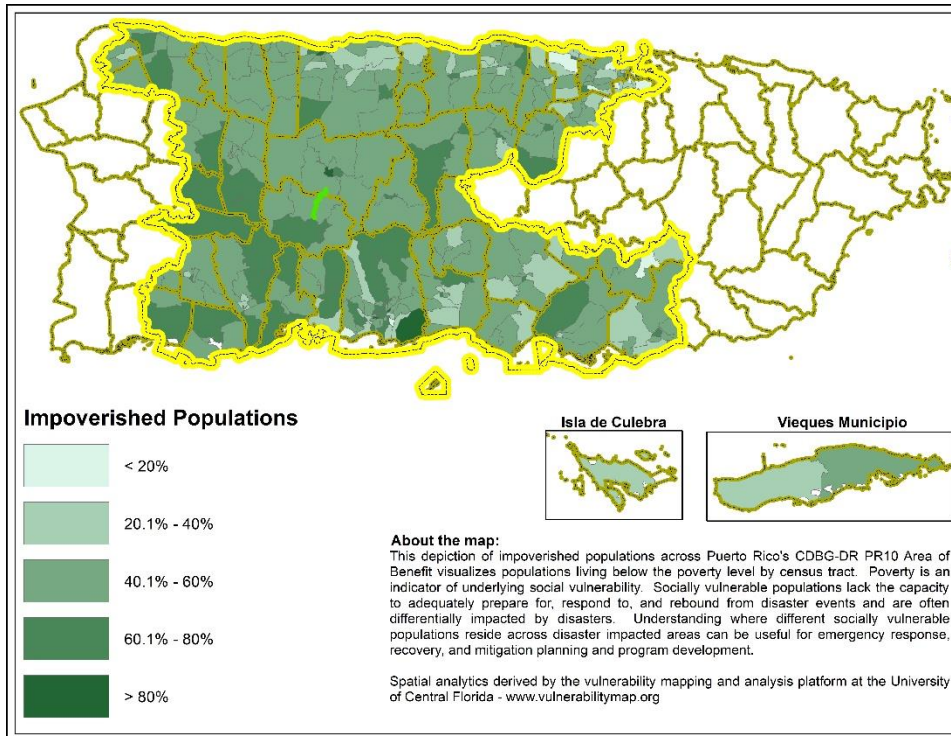 Impoverished Populations
< 20%
20.1% - 40%
40.1% - 60%
60.1% - 80%
> 80%
Isla de Culebra
Vieques Municipio
About the map:
This depiction of impoverished populations across Puerto Rico's CDBG-DR PR10 Area of
Benefit visualizes populations living below the poverty level by census tract. Poverty is an
indicator of underlying social vulnerability. Socially vulnerable populations lack the capacity
to adequately prepare for, respond to, and rebound from disaster events and are often
differentially impacted by disasters. Understanding where different socially vulnerable
populations reside across disaster impacted areas can be useful for emergency response,
recovery, and mitigation planning and program development.
Spatial analytics derived by the vulnerability mapping and analysis platform at the University
of Central Florida - www.vulnerabilitymap.org